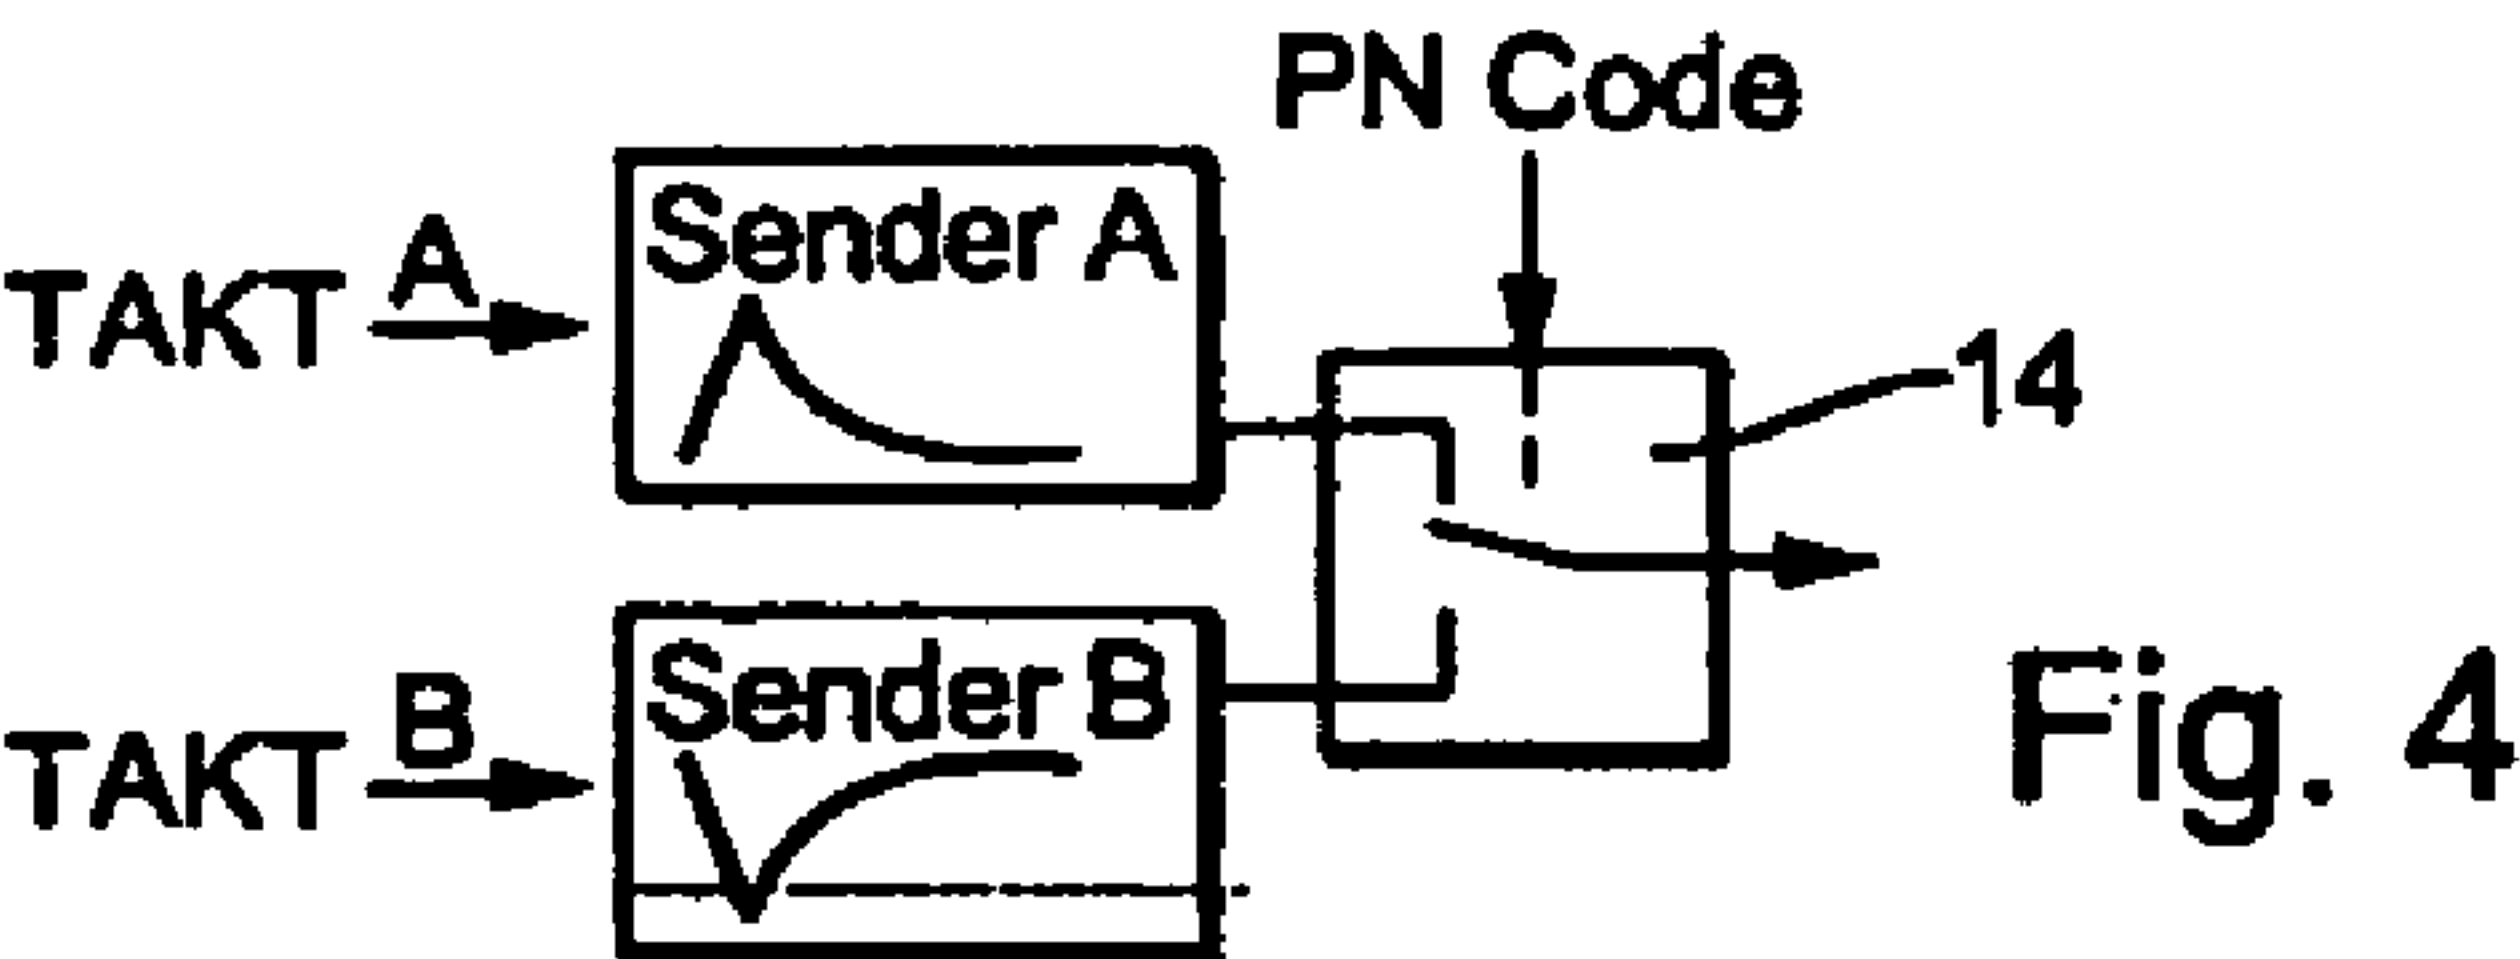 PN Code
Sender A
A
TAKT
14
Sender B
B
TAKT
Fig. 4